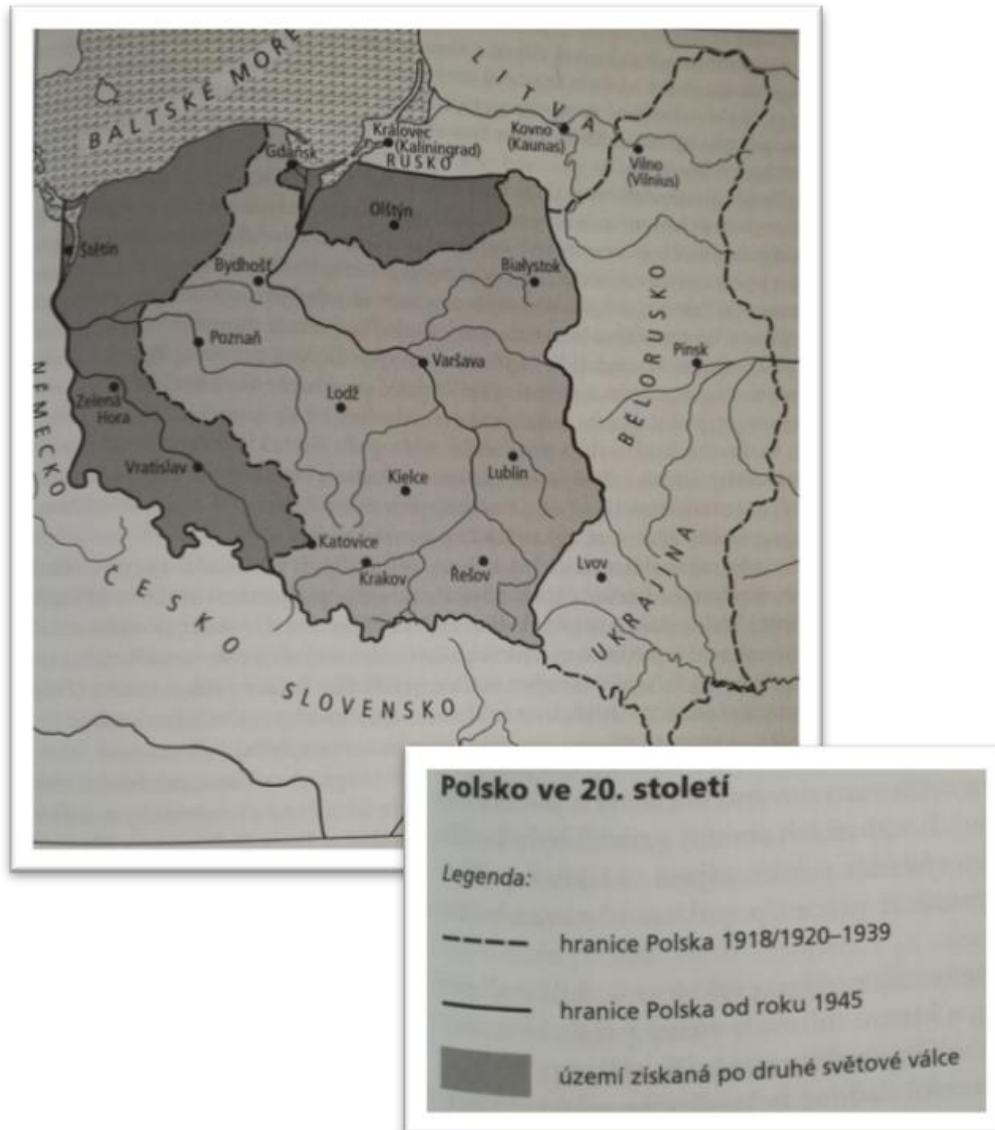 BALTSKÉ MOŘE
LITVA
Královec
(Kaliningrad)
RUSKO
Kovno
(Kaunas)
Vilno
(Vilnius)
Gdaňsk
Olštýn
Štětín
Bydhošť
Białystok
Poznaň
Varšava
Pinsk
BĚLORUSKO
NĚMECKO
Zelená
Hora
Lodž
Vratislav
Kielce
Lublin
Katovice
Krakov
Řešov
Lvov
UKRAJINA
ČESKO
SLOVENSKO
Polsko ve 20. století
Legenda:
hranice Polska 1918/1920–1939
hranice Polska od roku 1945
území získaná po druhé světové válce